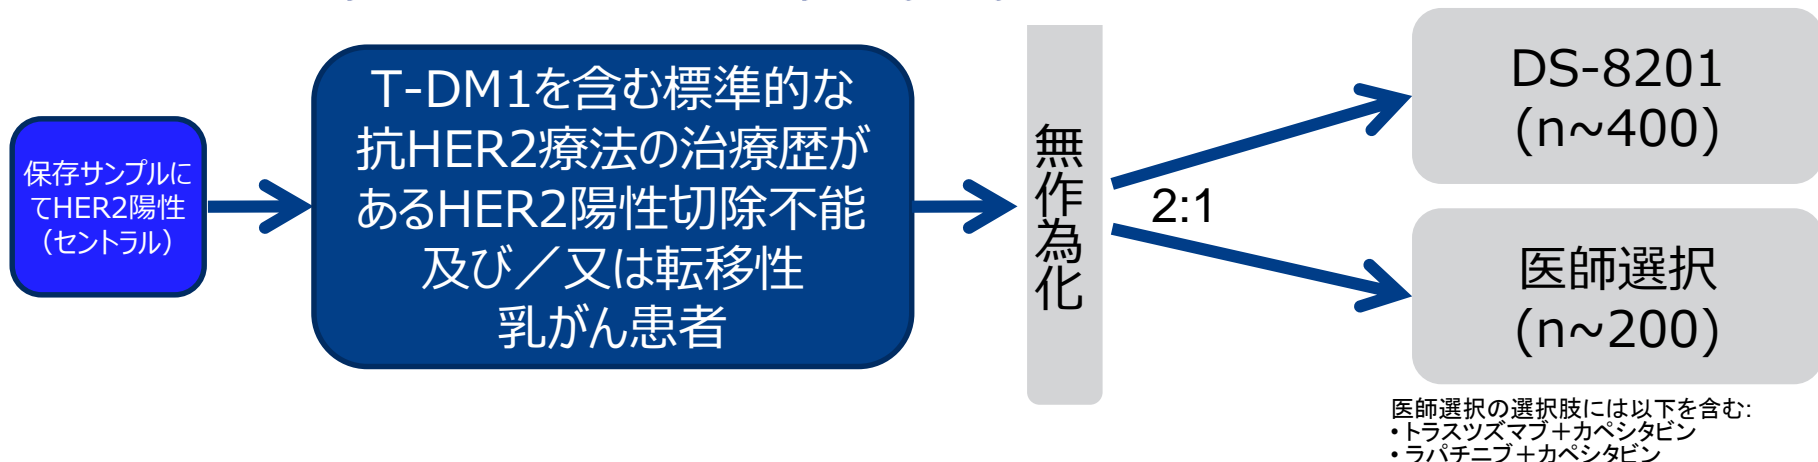 保存サンプルに
てHER2陽性
（セントラル）
T-DM1を含む標準的な
抗HER2療法の治療歴が
あるHER2陽性切除不能
及び／又は転移性
乳がん患者
無作為化
2:1
DS-8201
(n~400)
医師選択
(n~200)
医師選択の選択肢には以下を含む:
•トラスツズマブ＋カペシタビン
•ラパチニブ＋カペシタビン